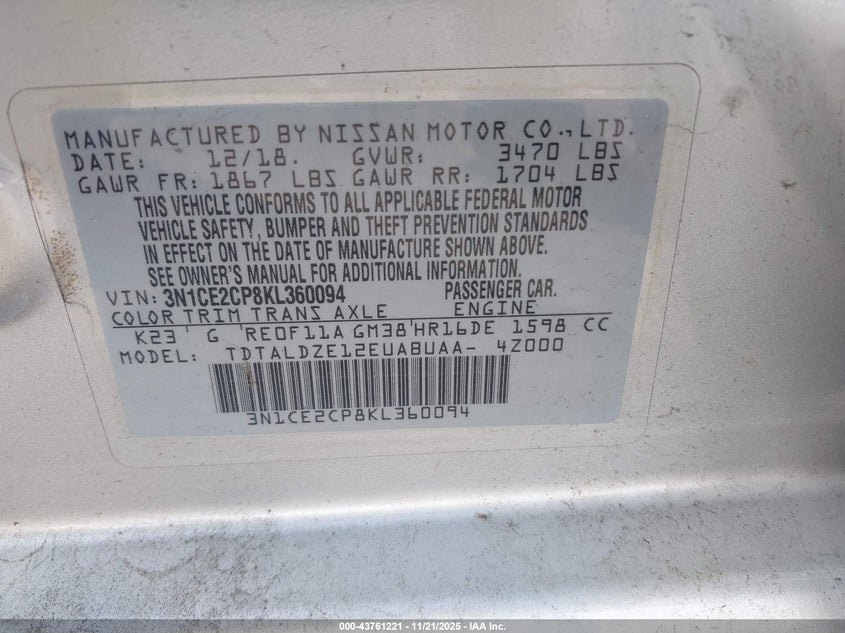 MANUFACTURED BY NISSAN MOTOR CO., LTD.
DATE: 12/18. GVWR: 3470 LBS
GAWR FR: 1867 LBS GAWR RR: 1704 LBS
THIS VEHICLE CONFORMS TO ALL APPLICABLE FEDERAL MOTOR
VEHICLE SAFETY, BUMPER AND THEFT PREVENTION STANDARDS
IN EFFECT ON THE DATE OF MANUFACTURE SHOWN ABOVE.
SEE OWNER'S MANUAL FOR ADDITIONAL INFORMATION.
VIN: 3N1CE2CP8KL360094 PASSENGER CAR.
COLOR TRIM TRANS AXLE ENGINE
K23 G RE0F11A GM38 HR16DE 1598 CC
MODEL: TDTALDZE12EUABUAA- 4Z000
3N1CE2CP8KL360094
000-43761221 - 11/21/2025 - IAA Inc.